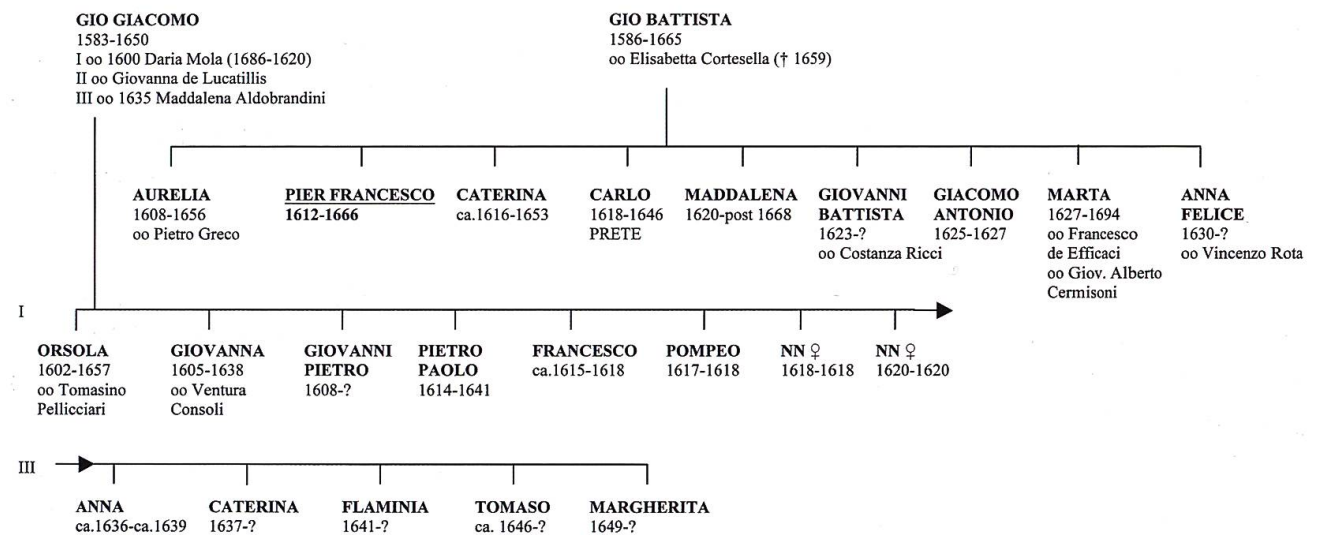 GIO GIACOMO
1583-1650
I oo 1600 Daria Mola (1686-1620)
II oo Giovanna de Lucatillis
III oo 1635 Maddalena Aldobrandini
GIO BATTISTA
1586-1665
oo Elisabetta Cortesella († 1659)
AURELIA
1608-1656
oo Pietro Greco
PIER FRANCESCO
1612-1666
CATERINA
ca.1616-1653
CARLO
1618-1646
PRETE
MADDALENA
1620-post 1668
GIOVANNI
BATTISTA
1623-?
oo Costanza Ricci
GIACOMO
ANTONIO
1625-1627
MARTA
1627-1694
oo Francesco
de Efficaci
oo Giov. Alberto
Cermisoni
ANNA
FELICE
1630-?
oo Vincenzo Rota
I
ORSOLA
1602-1657
oo Tomasino
Pellicciari
GIOVANNA
1605-1638
oo Ventura
Consoli
GIOVANNI
PIETRO
1608-?
PIETRO
PAOLO
1614-1641
FRANCESCO
ca.1615-1618
POMPEO
1617-1618
NN ♀
1618-1618
NN ♀
1620-1620
III
ANNA
ca.1636-ca.1639
CATERINA
1637-?
FLAMINIA
1641-?
TOMASO
ca. 1646-?
MARGHERITA
1649-?